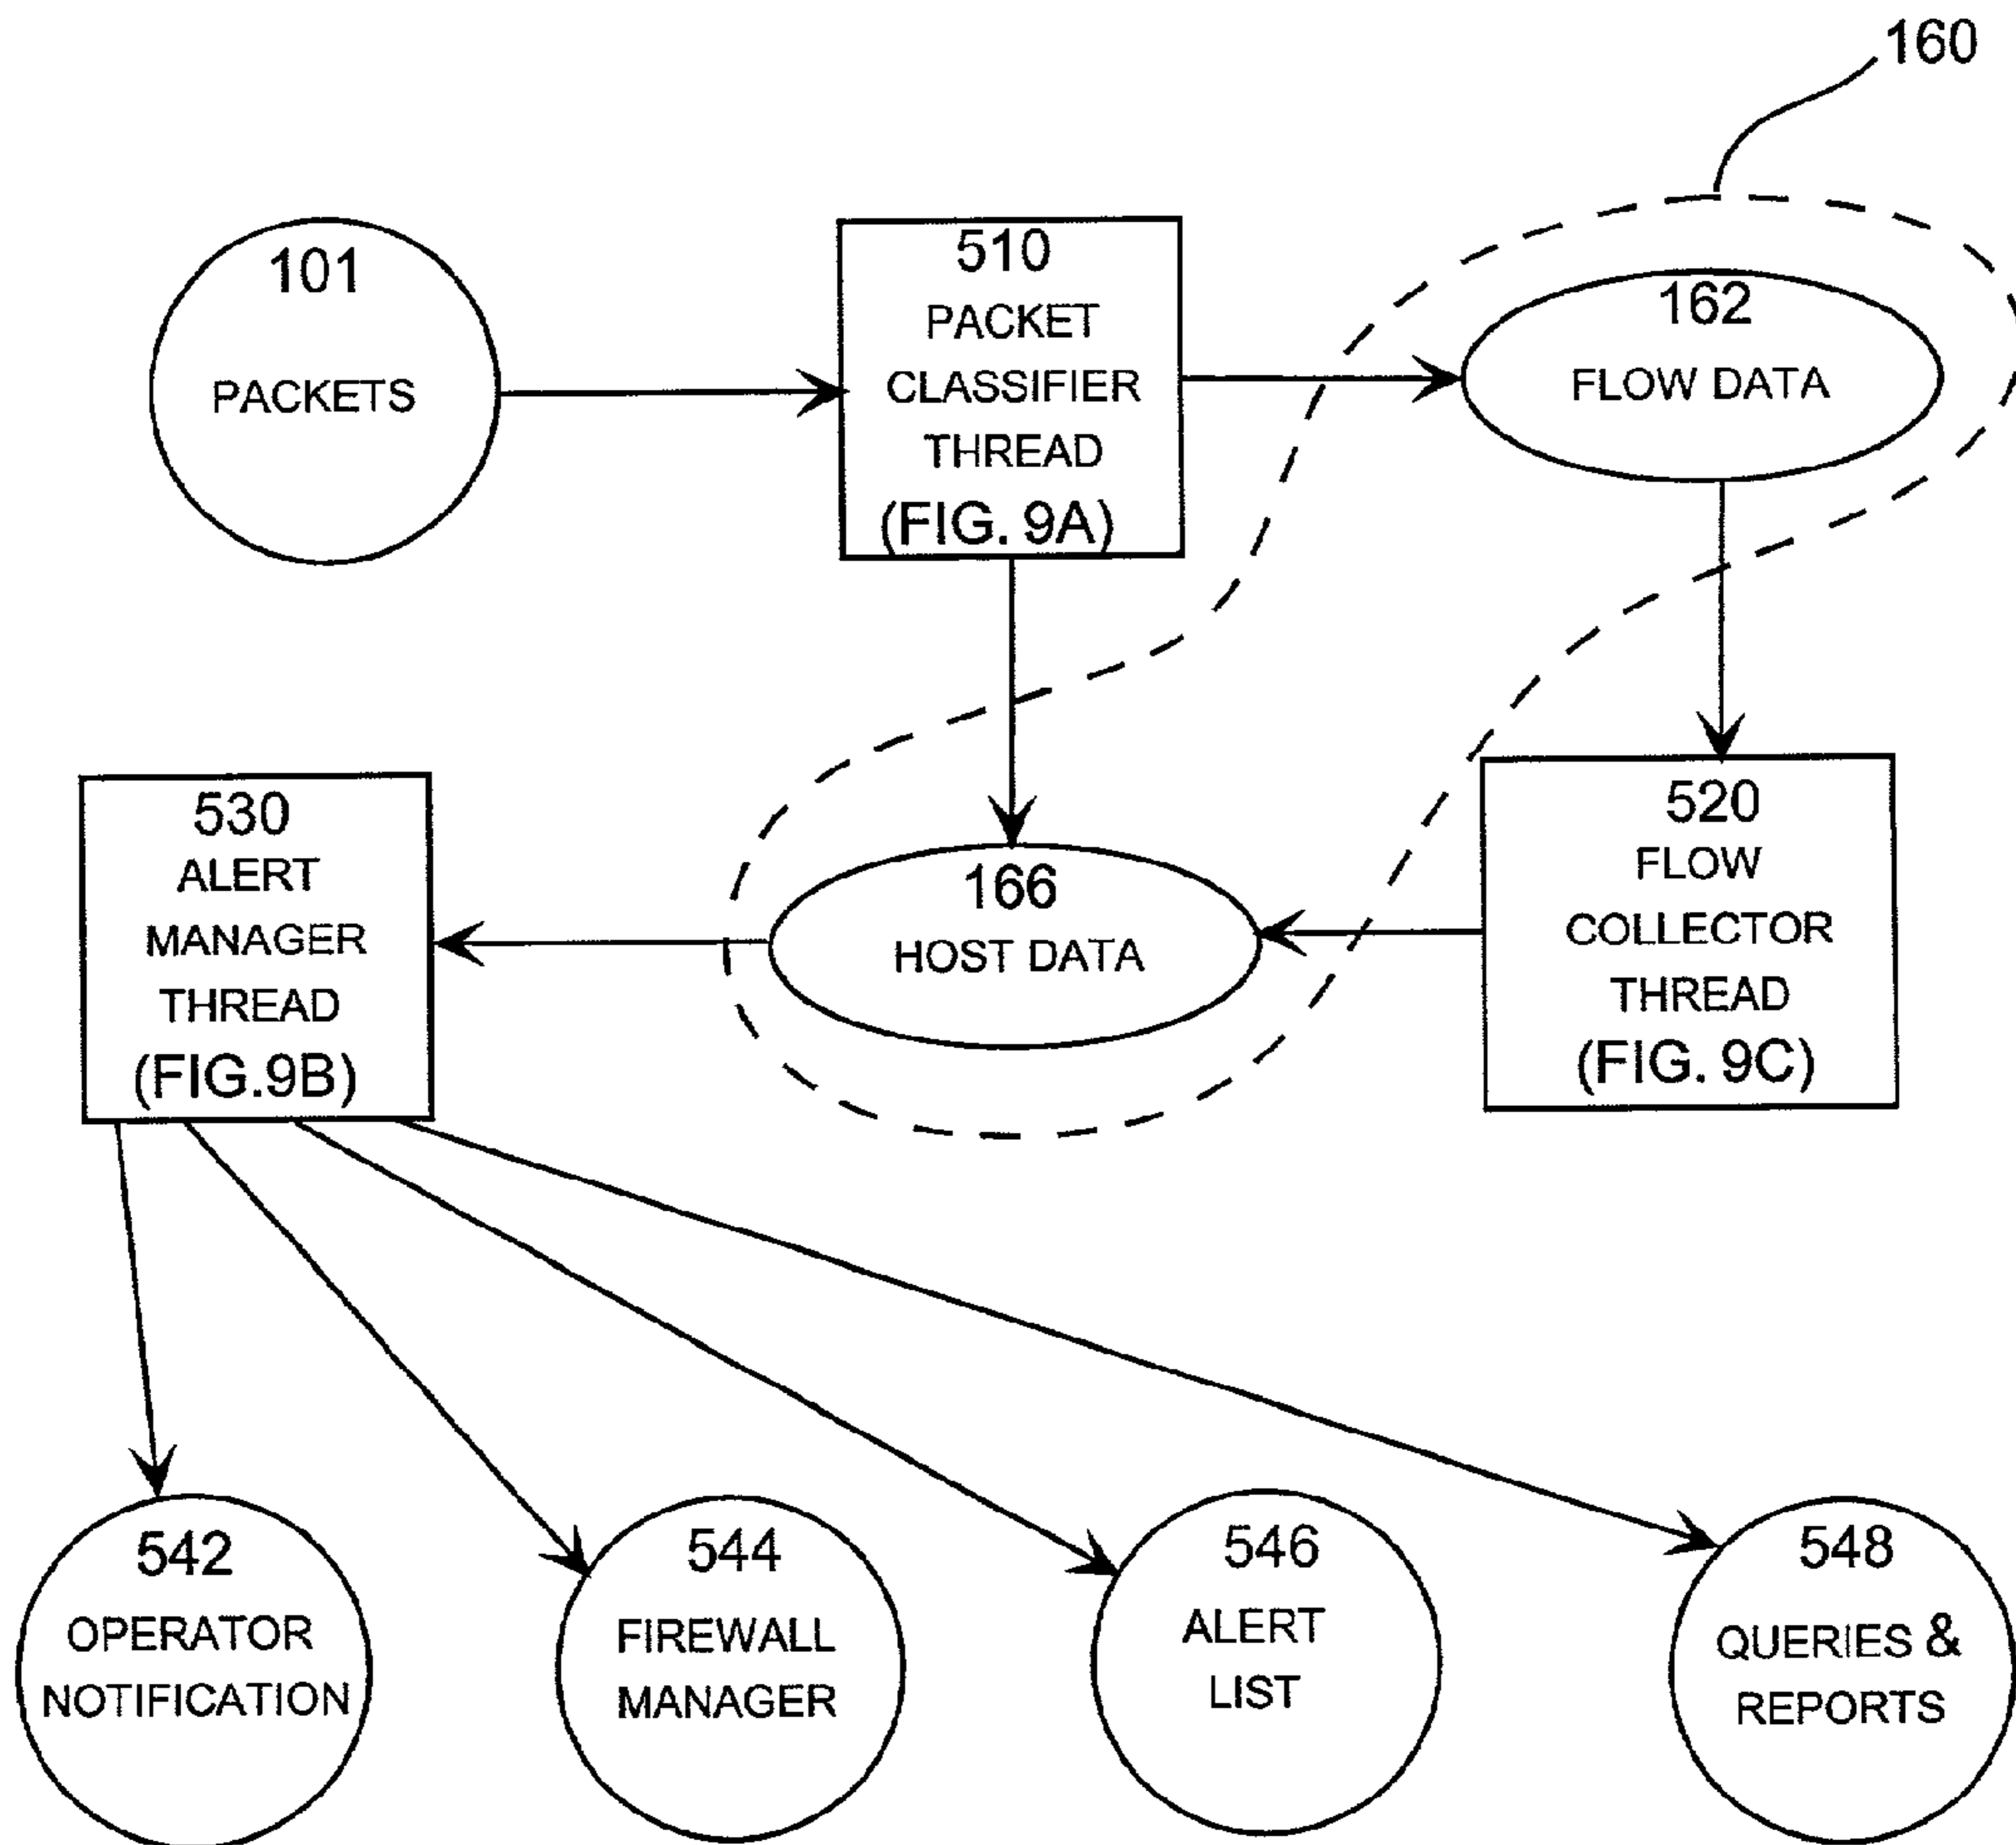 160
101
PACKETS
510
PACKET
CLASSIFIER
THREAD
(FIG. 9A)
162
FLOW DATA
530
ALERT
MANAGER
THREAD
(FIG.9B)
166
HOST DATA
520
FLOW
COLLECTOR
THREAD
(FIG. 9C)
542
OPERATOR
NOTIFICATION
544
FIREWALL
MANAGER
546
ALERT
LIST
548
QUERIES &
REPORTS